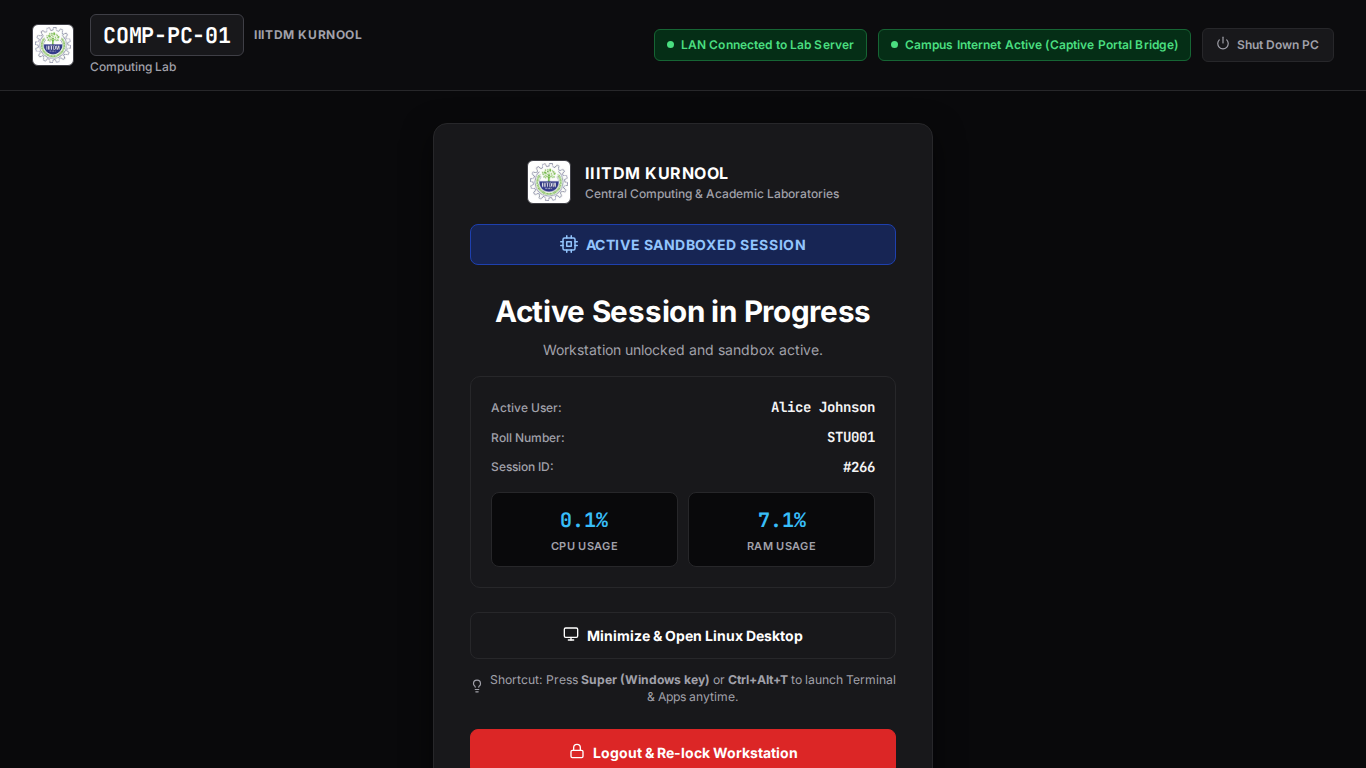 COMP-PC-01
IIITDM KURNOOL
Computing Lab
LAN Connected to Lab Server
Campus Internet Active (Captive Portal Bridge)
Shut Down PC
IIITDM KURNOOL
Central Computing & Academic Laboratories
ACTIVE SANDBOXED SESSION
Active Session in Progress
Workstation unlocked and sandbox active.
Active User: Alice Johnson
Roll Number: STU001
Session ID: #266
0.1% 7.1%
CPU USAGE RAM USAGE
Minimize & Open Linux Desktop
Shortcut: Press Super (Windows key) or Ctrl+Alt+T to launch Terminal
& Apps anytime.
Logout & Re-lock Workstation